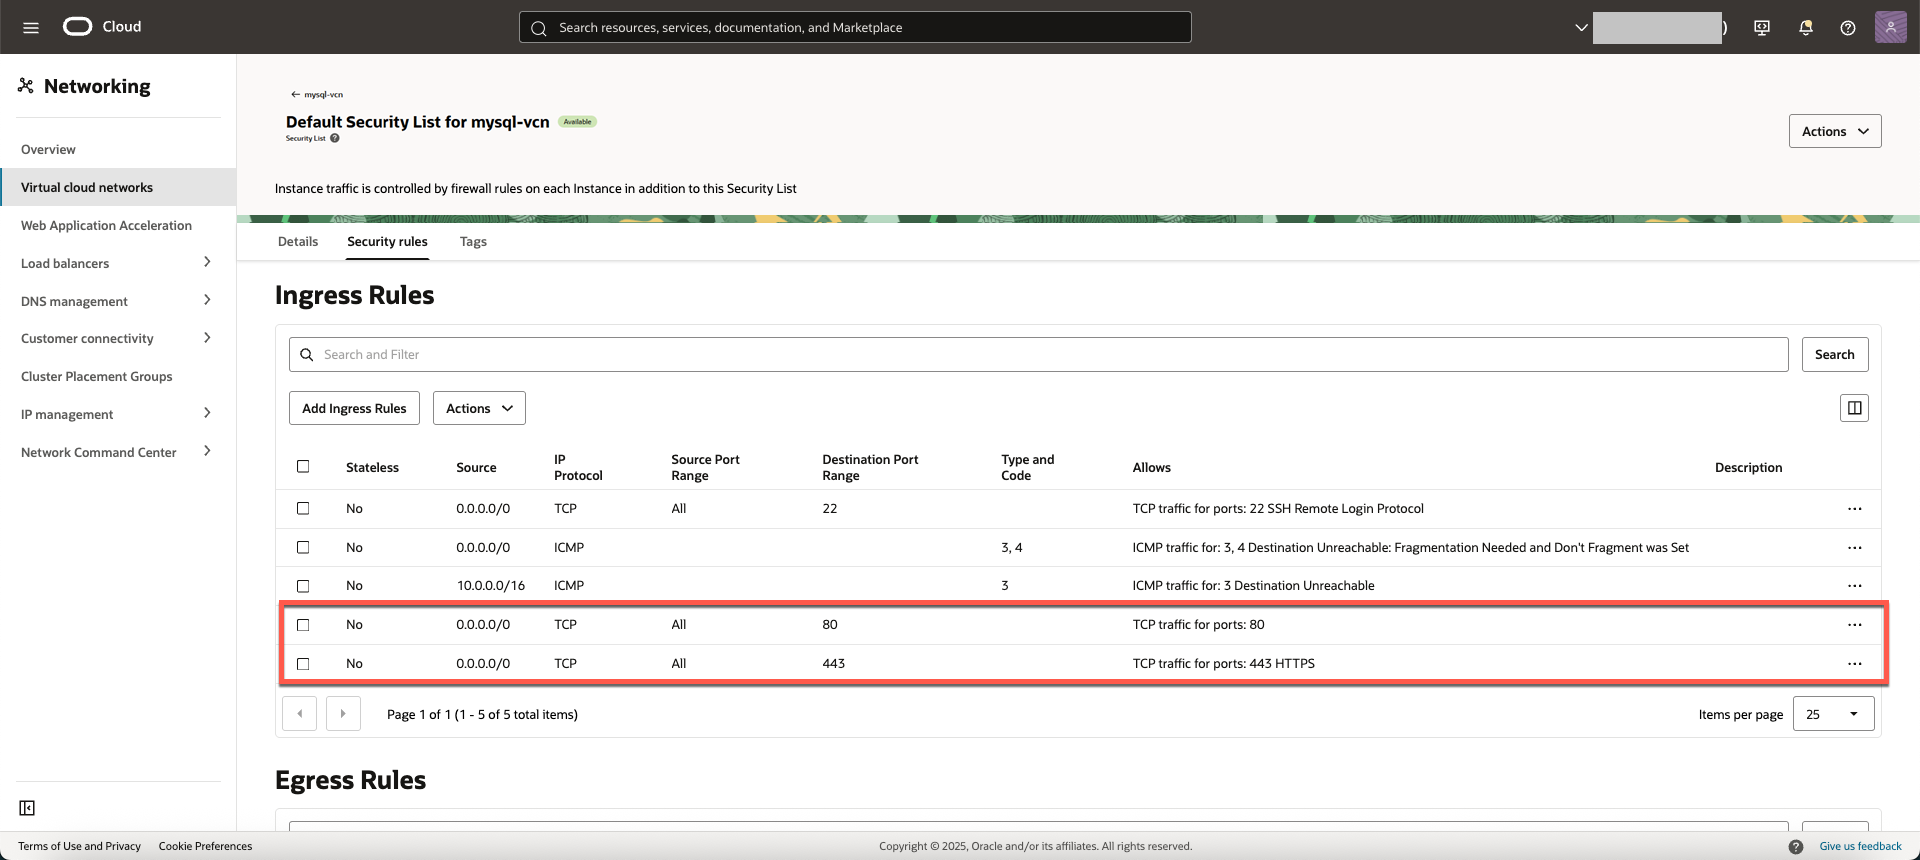 Cloud
Search resources, services, documentation, and Marketplace
)
Networking
Overview
Virtual cloud networks
Web Application Acceleration
Load balancers
DNS management
Customer connectivity
Cluster Placement Groups
IP management
Network Command Center
mysql-vcn
Default Security List for mysql-vcn Available
Security List ?
Actions
Instance traffic is controlled by firewall rules on each Instance in addition to this Security List
Details Security rules Tags
Ingress Rules
Search and Filter
Search
Add Ingress Rules Actions
Stateless Source IP Protocol Source Port Range Destination Port Range Type and Code Allows Description
No 0.0.0.0/0 TCP All 22 TCP traffic for ports: 22 SSH Remote Login Protocol ...
No 0.0.0.0/0 ICMP 3, 4 ICMP traffic for: 3, 4 Destination Unreachable: Fragmentation Needed and Don't Fragment was Set ...
No 10.0.0.0/16 ICMP 3 ICMP traffic for: 3 Destination Unreachable ...
No 0.0.0.0/0 TCP All 80 TCP traffic for ports: 80 ...
No 0.0.0.0/0 TCP All 443 TCP traffic for ports: 443 HTTPS ...
Page 1 of 1 (1 - 5 of 5 total items)
Items per page 25
Egress Rules
Terms of Use and Privacy Cookie Preferences
Copyright © 2025, Oracle and/or its affiliates. All rights reserved.
? Give us feedback